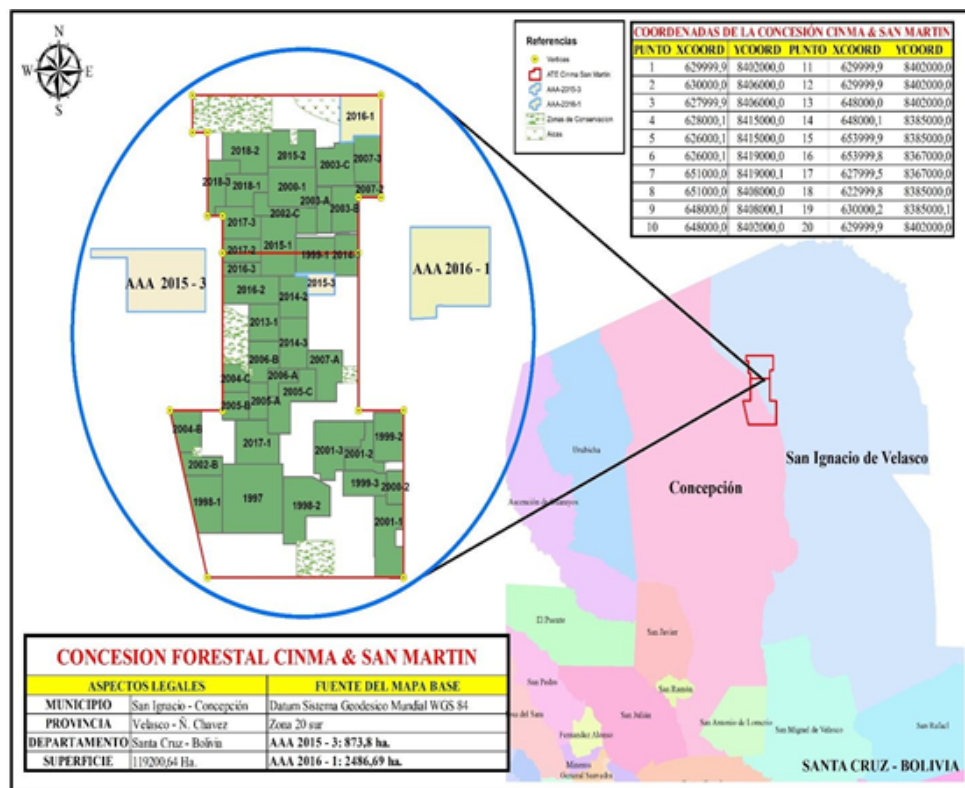 N
W E
S
Referencias
Vertices
ATE Cinma San Martin
AAA-2015-3
AAA-2016-1
Zonas de Conservacion
Aicas
COORDENADAS DE LA CONCESIÓN CINMA & SAN MARTIN
PUNTO XCOORD YCOORD PUNTO XCOORD YCOORD
1 629999,9 8402000,0 11 629999,9 8402000,0
2 630000,0 8406000,0 12 629999,9 8402000,0
3 627999,9 8406000,0 13 648000,0 8402000,0
4 628000,1 8415000,0 14 648000,1 8385000,0
5 626000,1 8415000,0 15 653999,9 8385000,0
6 626000,1 8419000,0 16 653999,8 8367000,0
7 651000,0 8419000,1 17 627999,5 8367000,0
8 651000,0 8408000,0 18 622999,8 8385000,0
9 648000,0 8408000,1 19 630000,2 8385000,1
10 648000,0 8402000,0 20 629999,9 8402000,0
2016-1
2018-2
2015-2
2003-C
2007-3
2018-3
2018-1
2000-1
2007-2
2003-A
2003-B
2002-C
2017-3
2015-1
2017-2
1999-1
2014-1
2016-3
2016-2
2015-3
2014-2
2013-1
2014-3
2006-B
2007-A
2004-C
2006-A
2005-C
2005-B
2005-A
2004-B
2017-1
2001-3
2001-2
1999-2
2002-B
1998-1
1997
1998-2
1999-3
2000-2
2001-1
AAA 2015 - 3
AAA 2016 - 1
Urubicha
Ascención de Guarayos
Concepción
San Ignacio de Velasco
El Puente
San Javier
San Pedro
San Ramón
San Julián
San Antonio de Lomerio
San Miguel de Velasco
San Rafael
Fernandez Alonso
Mineros
General Saavedra
SANTA CRUZ - BOLIVIA
CONCESION FORESTAL CINMA & SAN MARTIN
ASPECTOS LEGALES FUENTE DEL MAPA BASE
MUNICIPIO San Ignacio - Concepción Datum Sistema Geodesico Mundial WGS 84
PROVINCIA Velasco - Ñ. Chavez Zona 20 sur
DEPARTAMENTO Santa Cruz - Bolivia AAA 2015 - 3: 873,8 ha.
SUPERFICIE 119200,64 Ha. AAA 2016 - 1: 2486,69 ha.